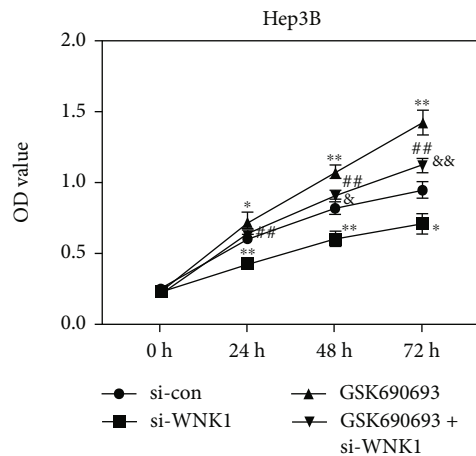 Hep3B
OD value
2.0
1.5
1.0
0.5
0.0
**
**
## &&
**
##
&
*
*
##
**
**
0 h 24 h 48 h 72 h
si-con GSK690693
si-WNK1 GSK690693 +
si-WNK1